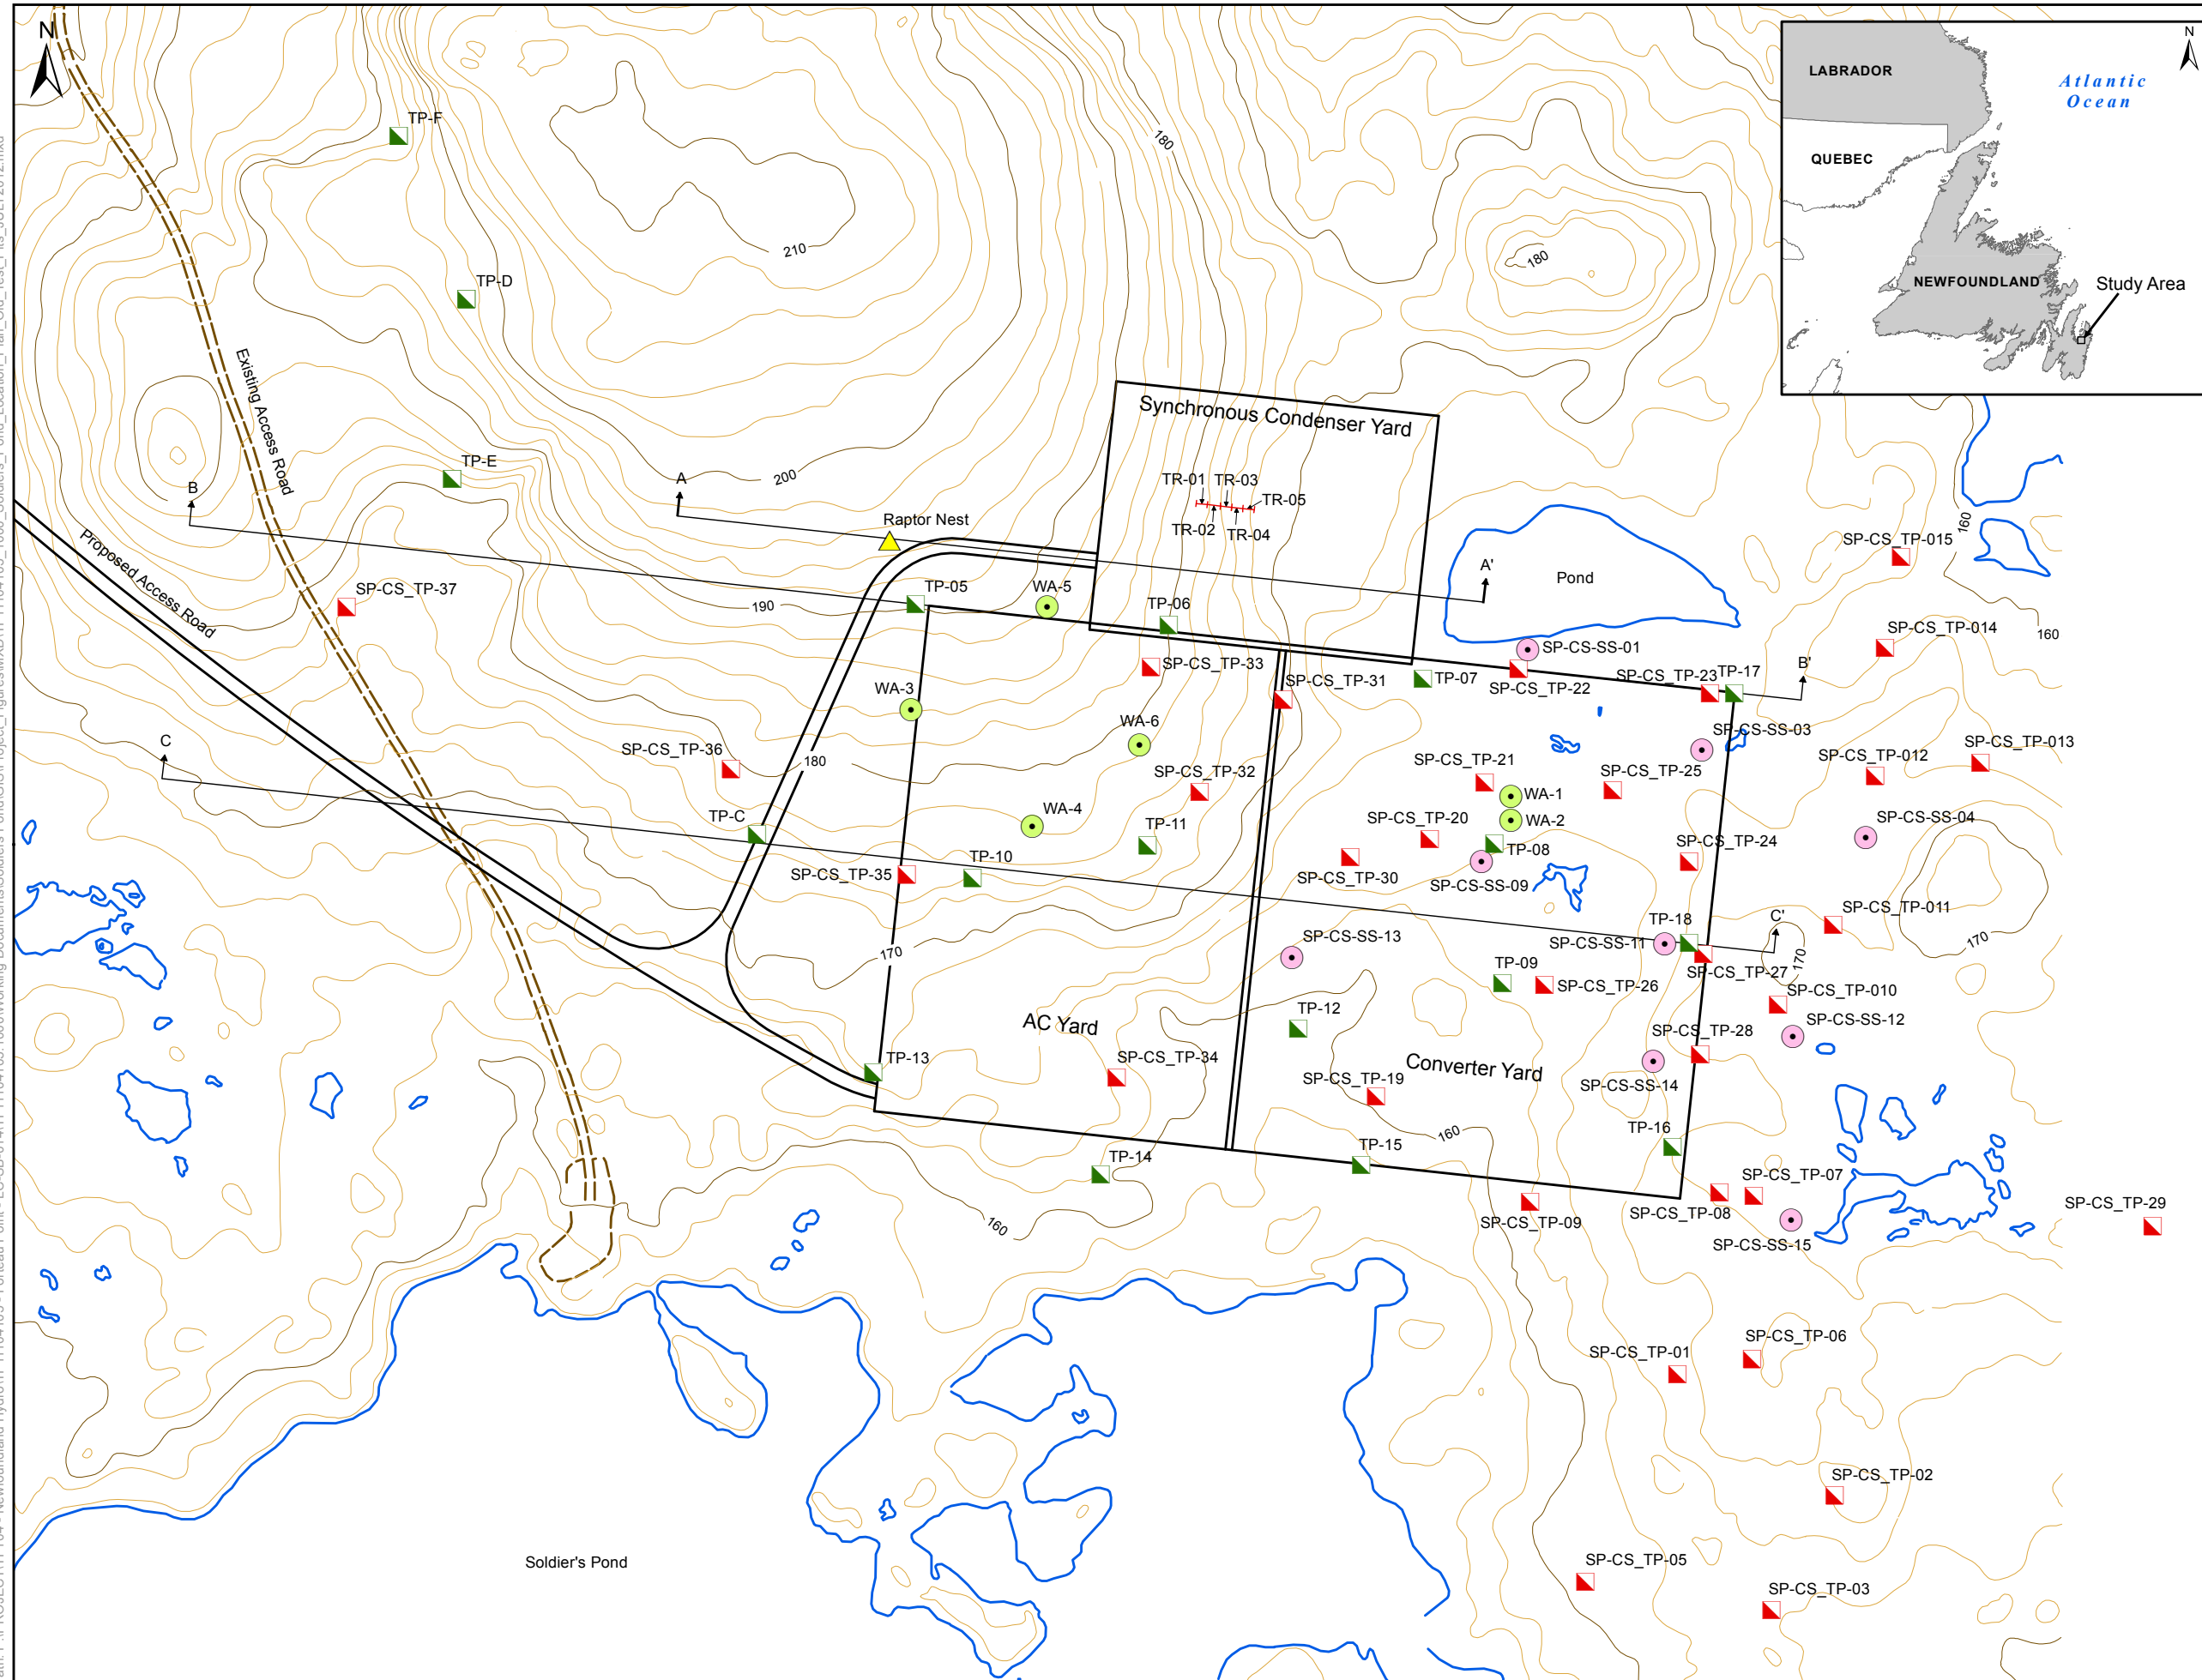 N
N
LABRADOR
Atlantic
Ocean
QUEBEC
NEWFOUNDLAND
Study Area
TP-F
180
210
180
TP-D
Existing Access Road
Synchronous Condenser Yard
TP-E
200
A
B
TR-01
TR-03
TR-05
TR-02
TR-04
Raptor Nest
160
SP-CS_TP-015
Proposed Access Road
A'
Pond
SP-CS_TP-37
TP-05
WA-5
190
TP-06
SP-CS_TP-014
160
SP-CS-SS-01
SP-CS_TP-33
B'
SP-CS_TP-31
TP-07
SP-CS_TP-22
SP-CS_TP-23
TP-17
WA-3
WA-6
SP-CS-SS-03
C
SP-CS_TP-36
180
SP-CS_TP-013
SP-CS_TP-012
SP-CS_TP-21
SP-CS_TP-32
SP-CS_TP-25
WA-1
WA-4
TP-C
SP-CS_TP-20
WA-2
SP-CS-SS-04
TP-11
TP-08
SP-CS_TP-24
TP-10
SP-CS_TP-35
SP-CS_TP-30
SP-CS-SS-09
SP-CS_TP-011
TP-18
C'
SP-CS-SS-13
SP-CS-SS-11
170
170
170
TP-09
SP-CS_TP-27
SP-CS_TP-26
SP-CS_TP-010
TP-12
AC Yard
SP-CS-SS-12
SP-CS_TP-28
TP-13
SP-CS_TP-34
Converter Yard
SP-CS_TP-19
SP-CS-SS-14
TP-16
160
TP-15
TP-14
SP-CS_TP-07
SP-CS_TP-29
SP-CS_TP-08
SP-CS_TP-09
160
SP-CS-SS-15
SP-CS_TP-06
SP-CS_TP-01
SP-CS_TP-02
Soldier's Pond
SP-CS_TP-05
SP-CS_TP-03